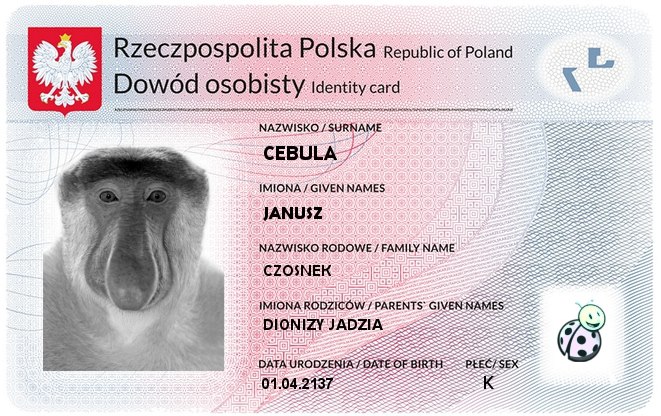 Rzeczpospolita Polska Republic of Poland
Dowód osobisty Identity card
NAZWISKO / SURNAME
CEBULA
IMIONA / GIVEN NAMES
JANUSZ
NAZWISKO RODOWE / FAMILY NAME
CZOSNEK
IMIONA RODZICÓW / PARENTS` GIVEN NAMES
DIONIZY JADZIA
DATA URODZENIA / DATE OF BIRTH PŁEĆ/ SEX
01.04.2137 K